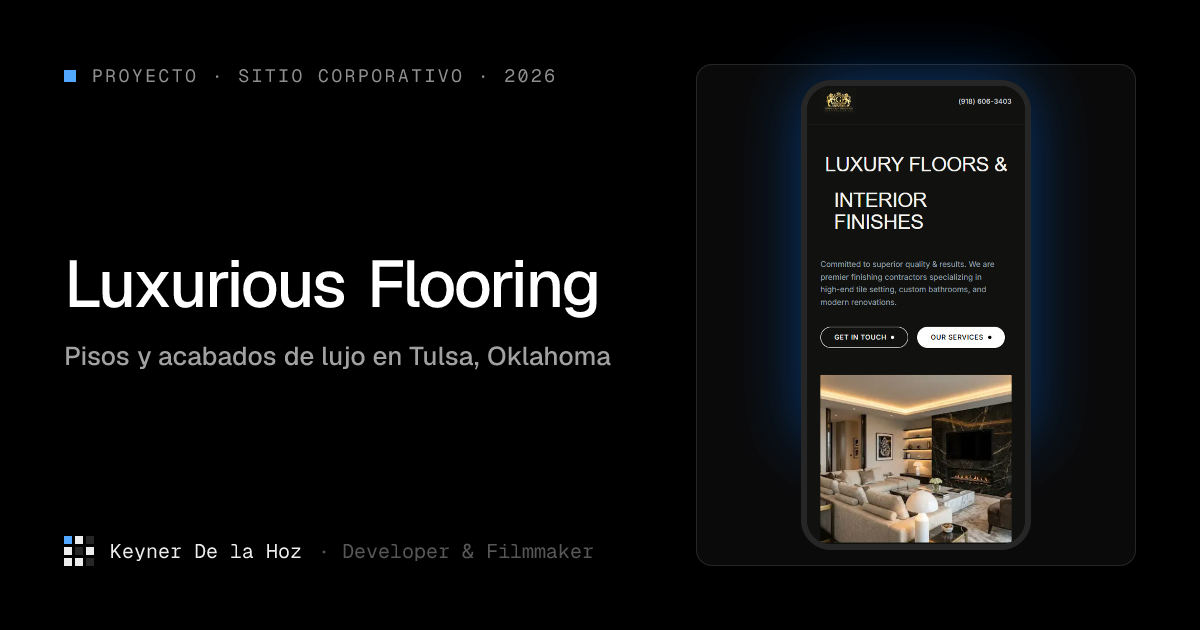 PROYECTO · SITIO CORPORATIVO · 2026
Luxurious Flooring
Pisos y acabados de lujo en Tulsa, Oklahoma
Keyner De la Hoz · Developer & Filmmaker
(918) 606-3403
LUXURY FLOORS &
INTERIOR
FINISHES
Committed to superior quality & results. We are
premier finishing contractors specializing in
high-end tile setting, custom bathrooms, and
modern renovations.
GET IN TOUCH •
OUR SERVICES •